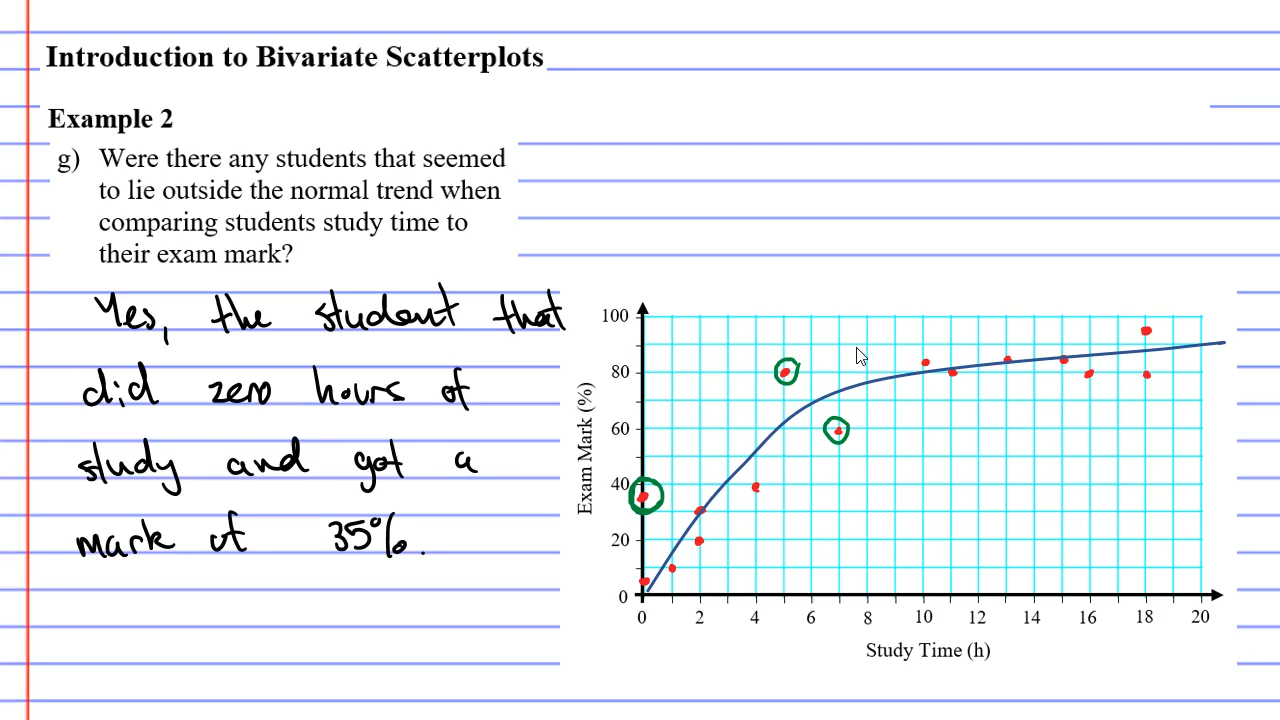 Introduction to Bivariate Scatterplots
Example 2
g) Were there any students that seemed
to lie outside the normal trend when
comparing students study time to
their exam mark?
Yes, the student that
did zero hours of
study and got a
mark of 35%.
100
80
60
40
20
0
Exam Mark (%)
0 2 4 6 8 10 12 14 16 18 20
Study Time (h)